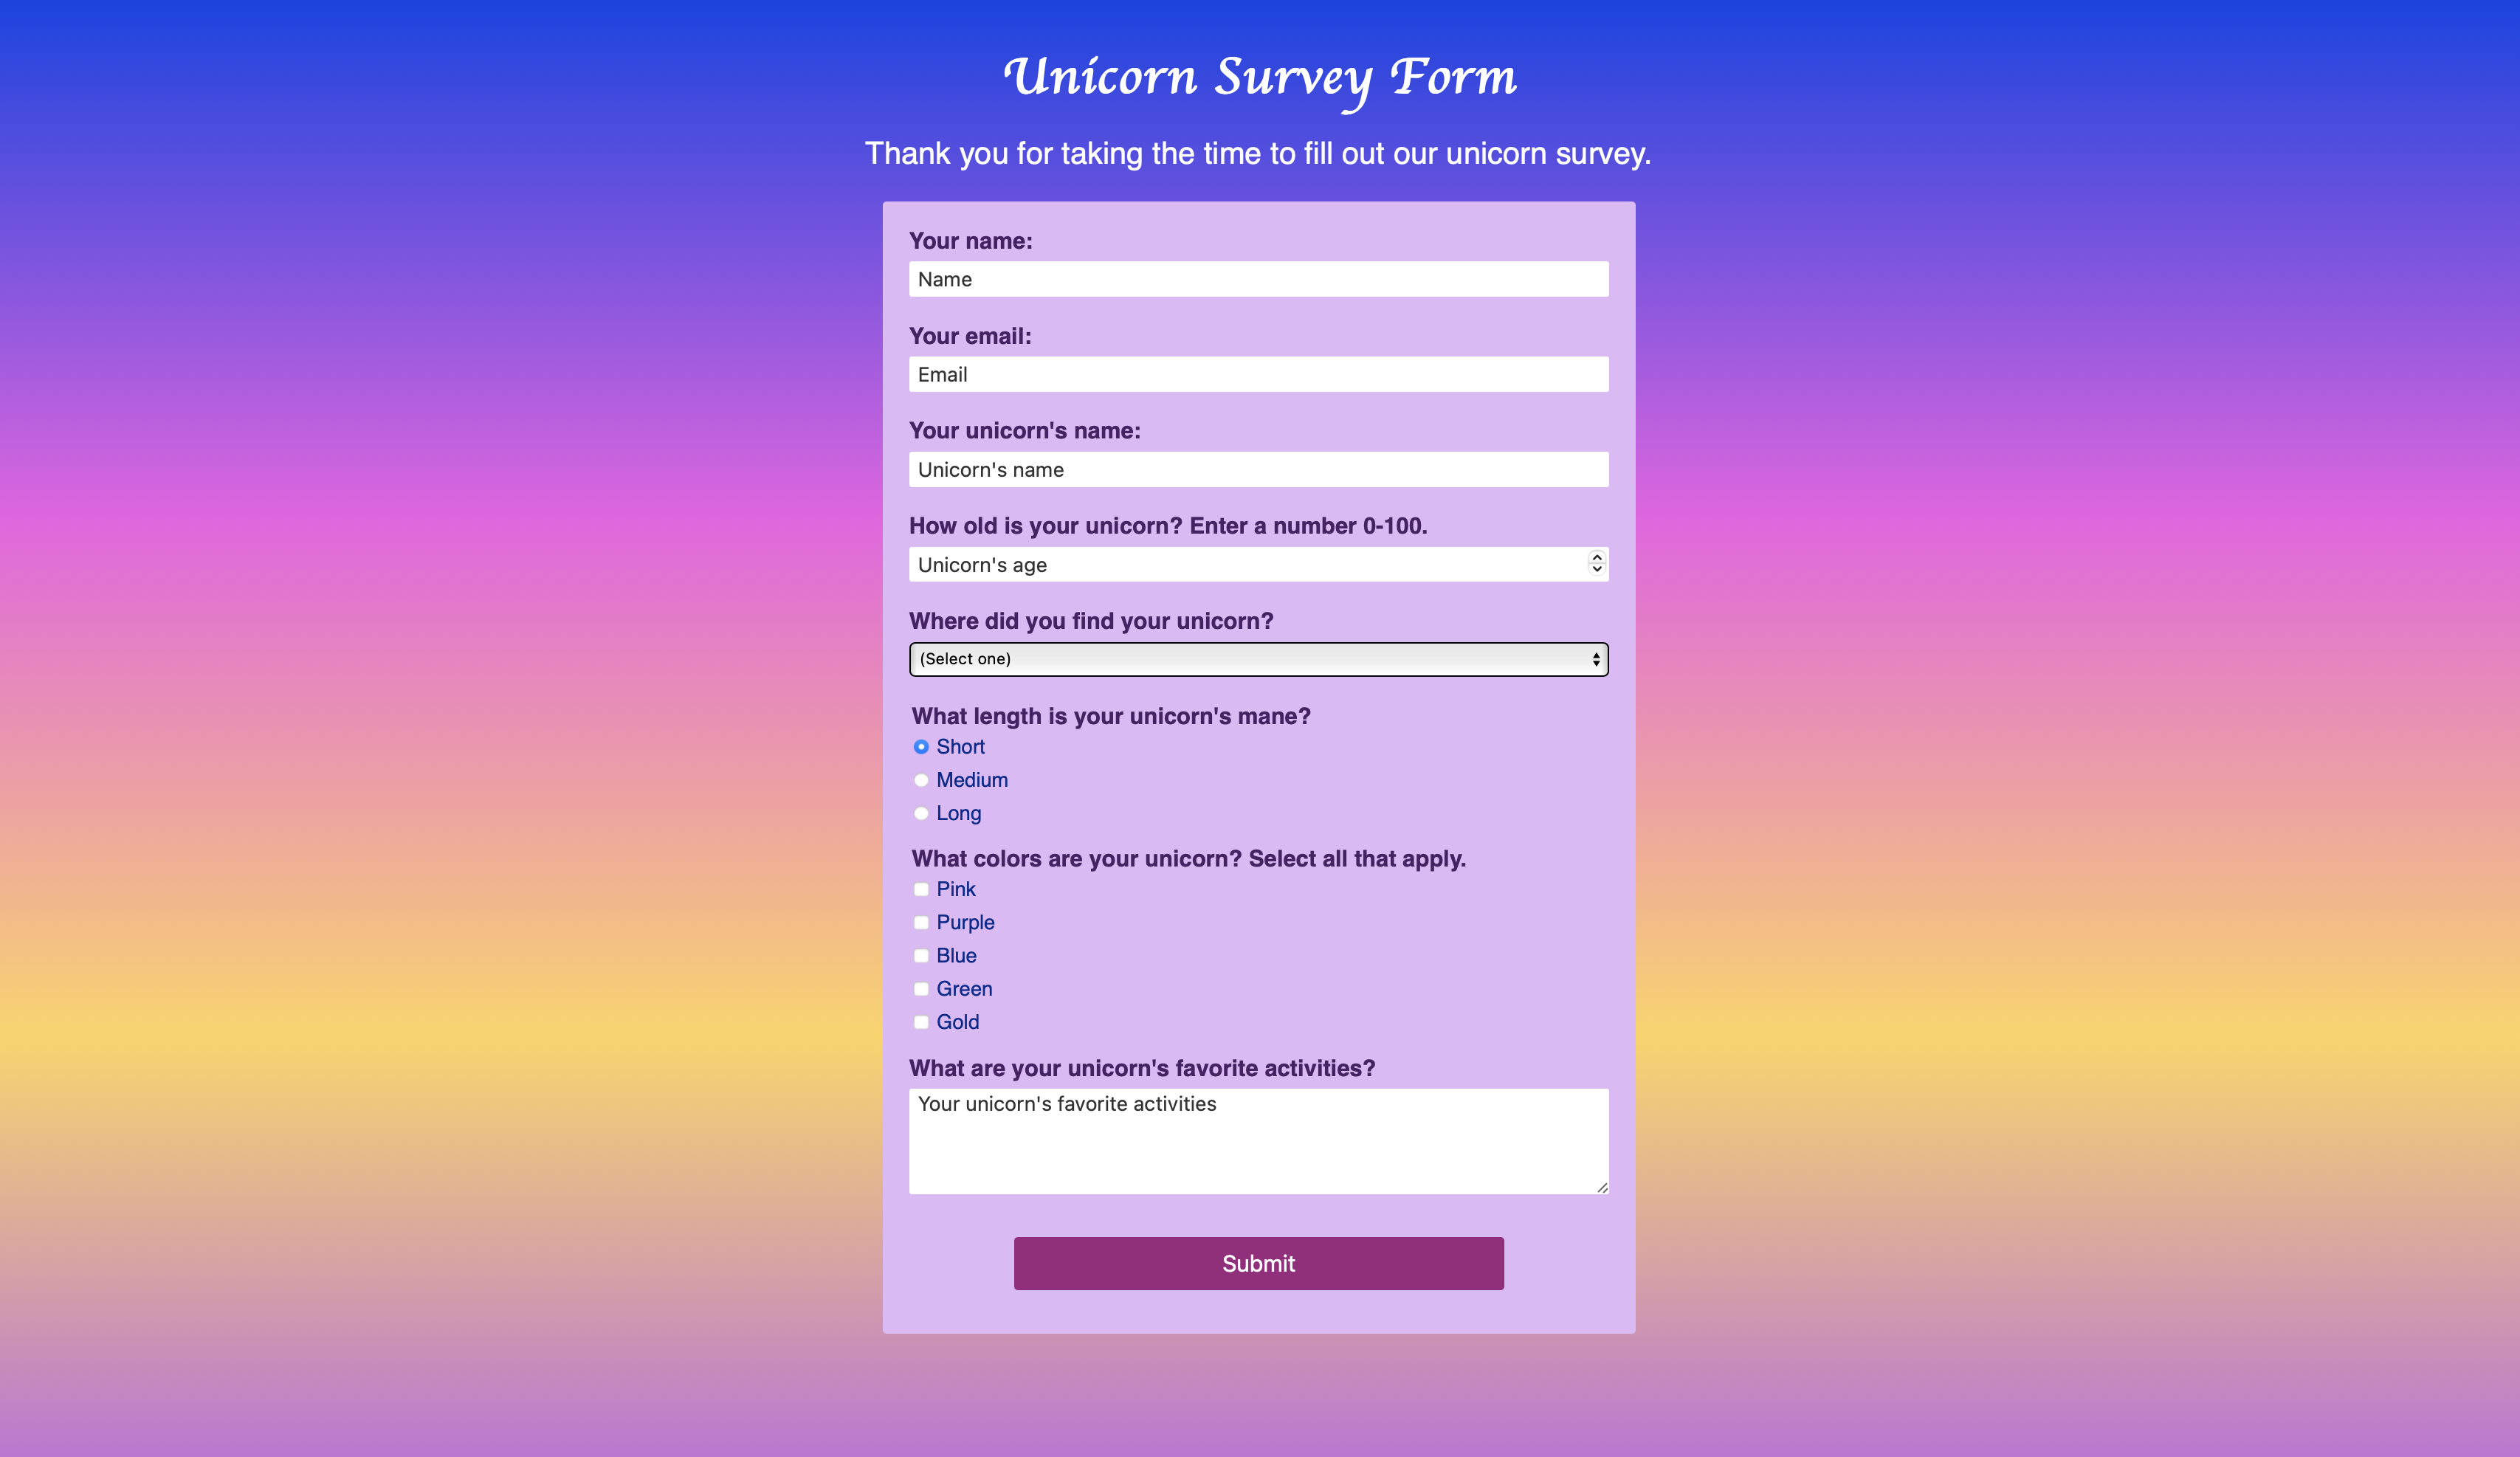 Unicorn Survey Form
Thank you for taking the time to fill out our unicorn survey.
Your name:
Name
Your email:
Email
Your unicorn's name:
Unicorn's name
How old is your unicorn? Enter a number 0-100.
Unicorn's age
Where did you find your unicorn?
(Select one)
What length is your unicorn's mane?
Short
Medium
Long
What colors are your unicorn? Select all that apply.
Pink
Purple
Blue
Green
Gold
What are your unicorn's favorite activities?
Your unicorn's favorite activities
Submit